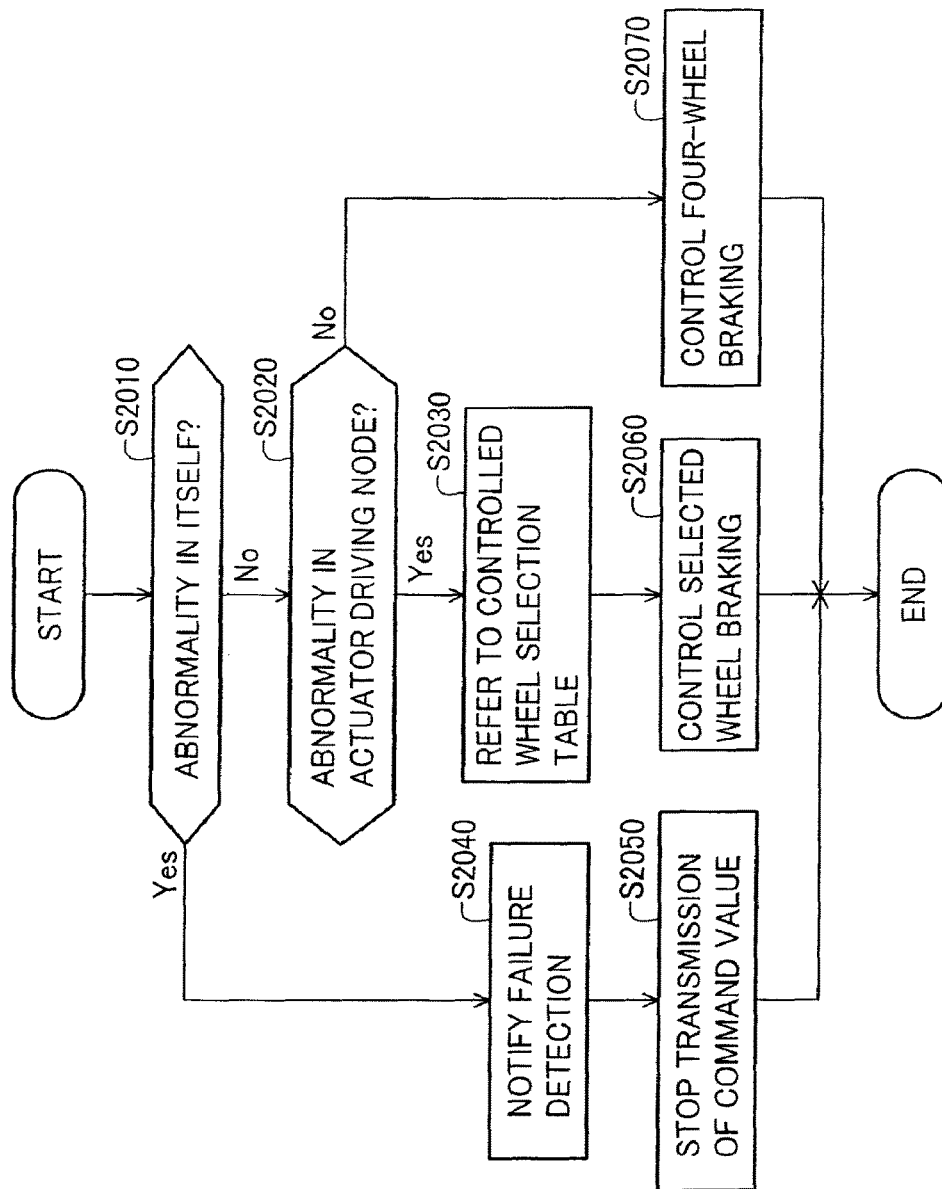 START
S2010
ABNORMALITY IN ITSELF?
Yes
No
S2020
ABNORMALITY IN
ACTUATOR DRIVING NODE?
No
Yes
S2030
REFER TO CONTROLLED
WHEEL SELECTION
TABLE
S2040
NOTIFY FAILURE
DETECTION
S2050
STOP TRANSMISSION
OF COMMAND VALUE
S2060
CONTROL SELECTED
WHEEL BRAKING
S2070
CONTROL FOUR-WHEEL
BRAKING
END